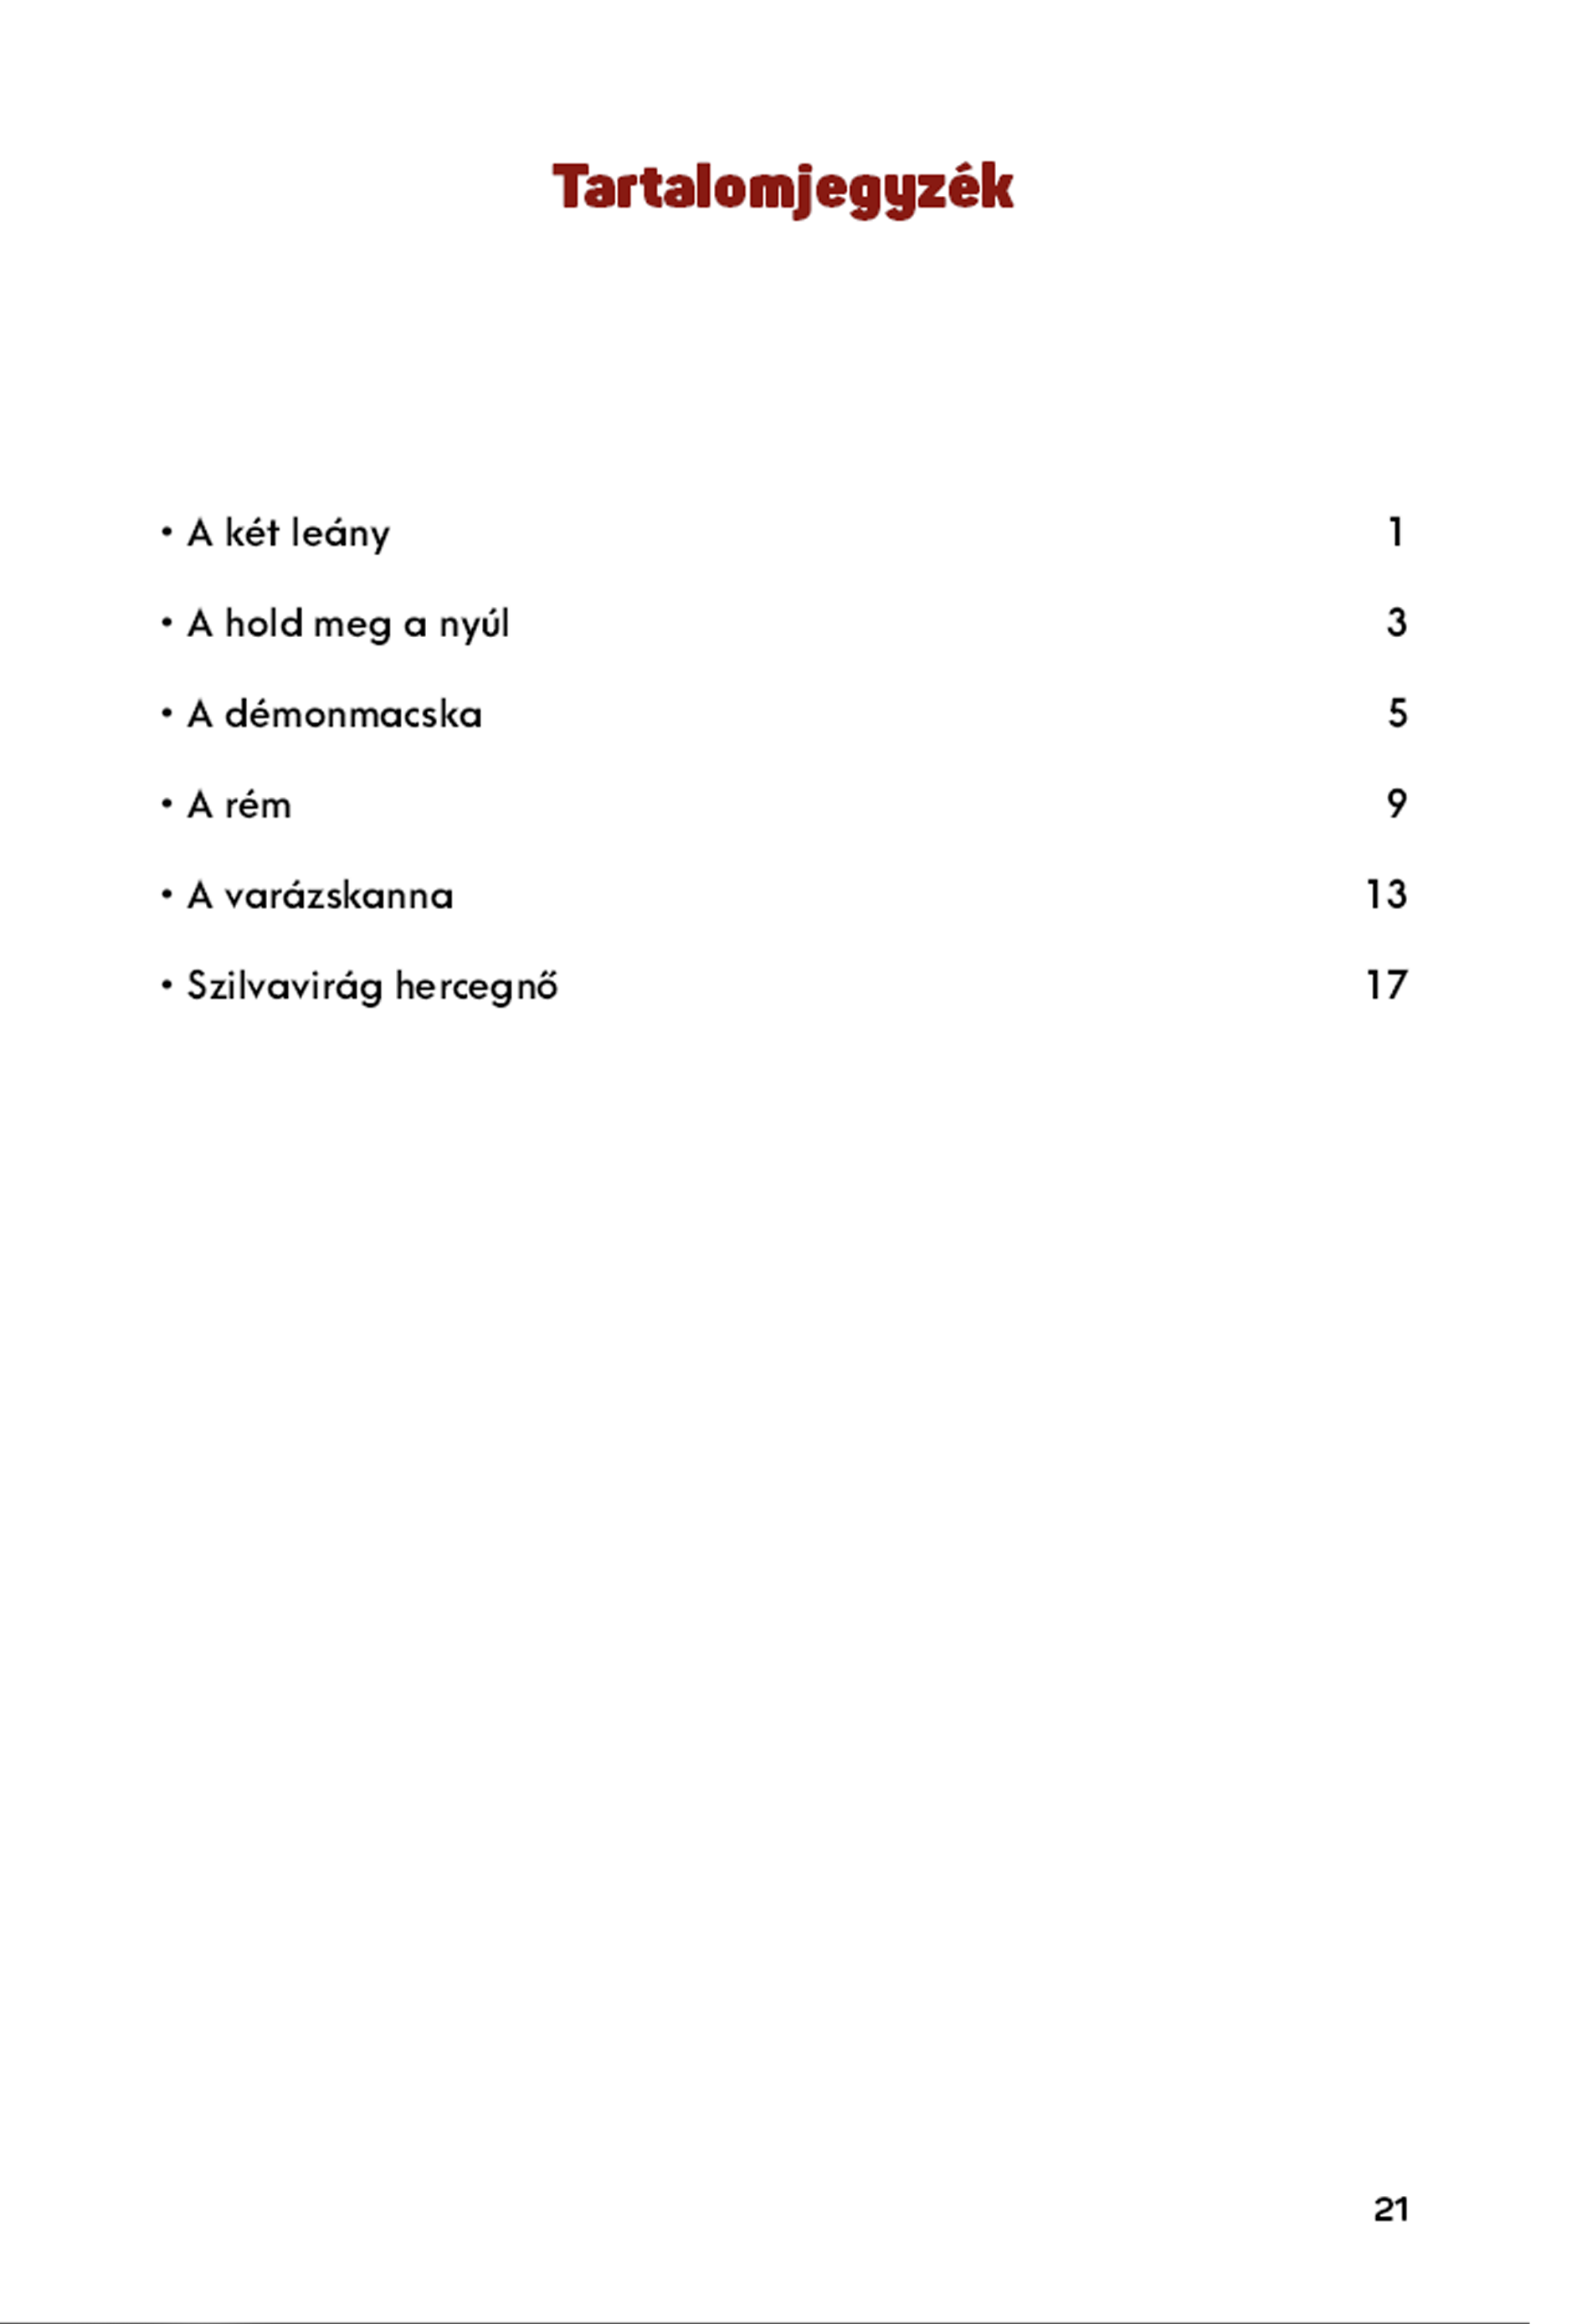 Tartalomjegyzék
• A két leány 1
• A hold meg a nyúl 3
• A démonmacska 5
• A rém 9
• A varázskanna 13
• Szilvavirág hercegnő 17
21